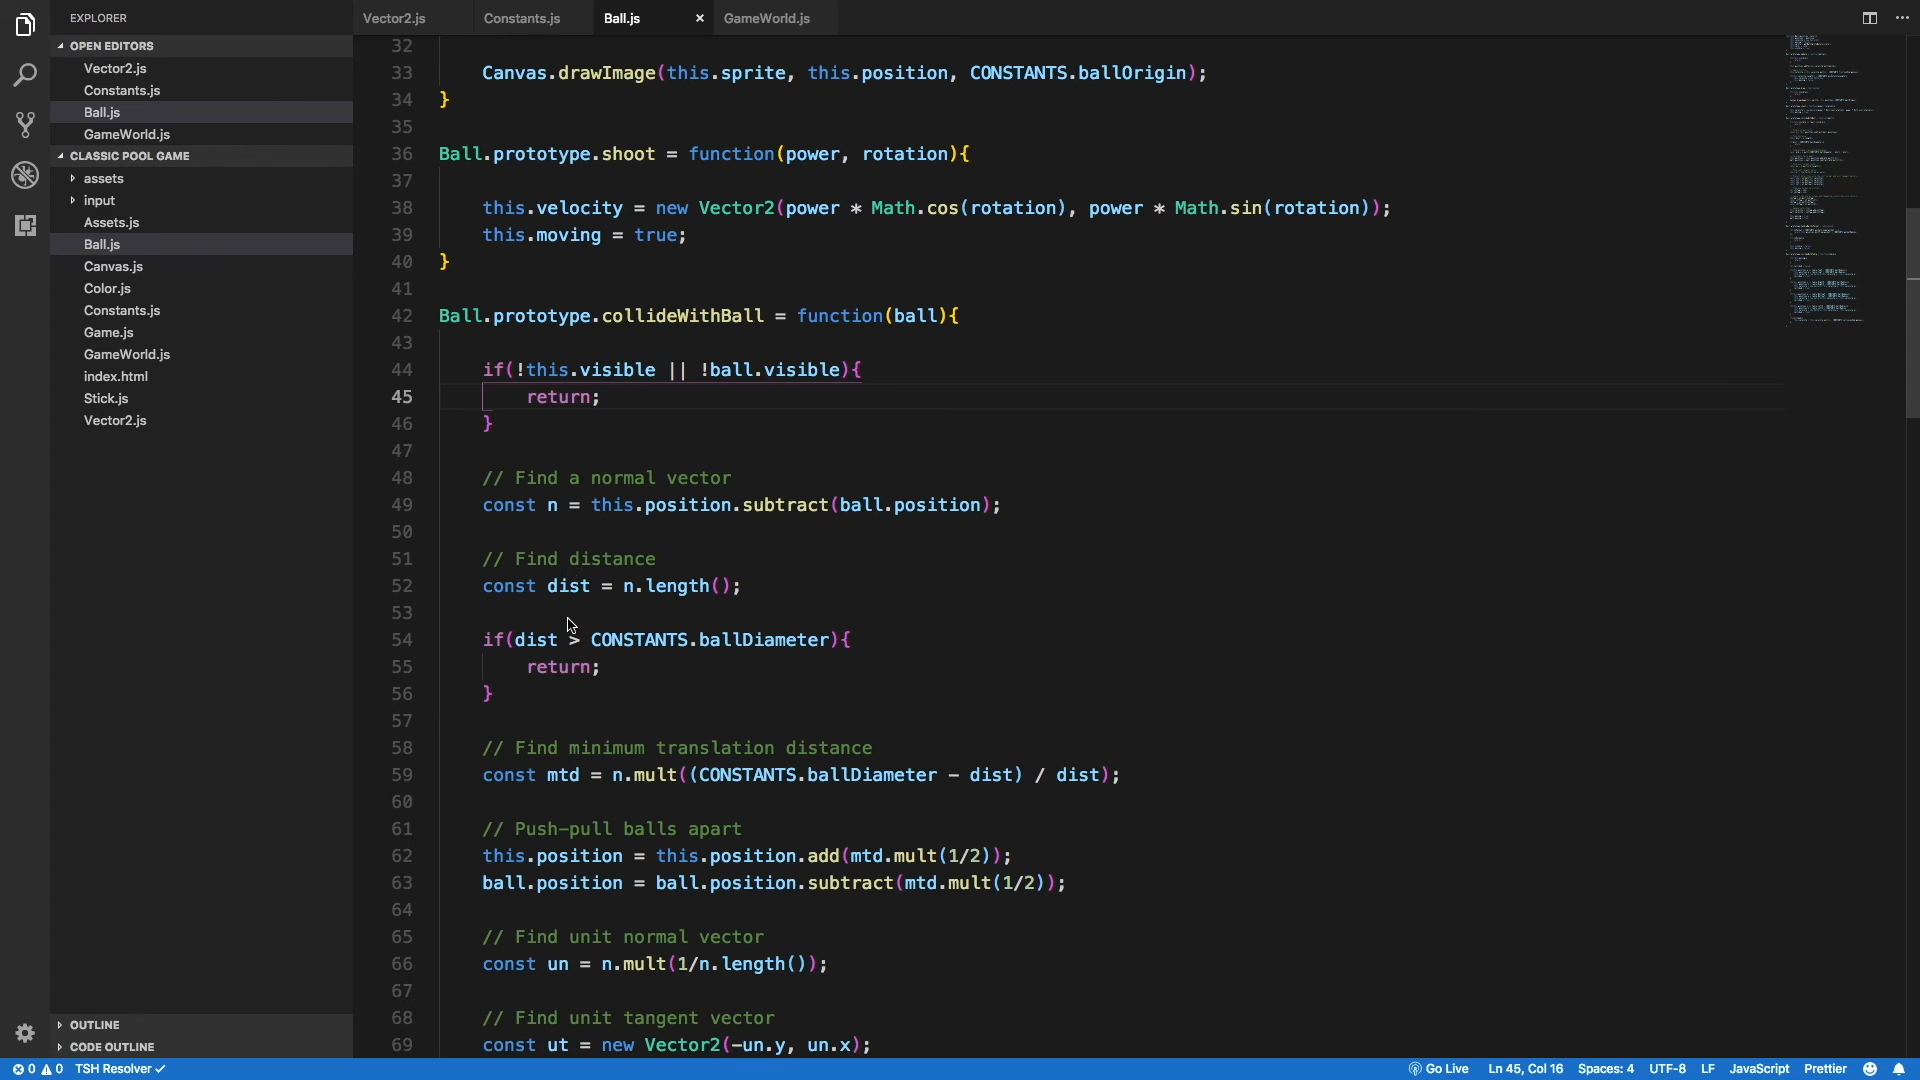 EXPLORER
OPEN EDITORS
Vector2.js
Constants.js
Ball.js
GameWorld.js
CLASSIC POOL GAME
assets
input
Assets.js
Ball.js
Canvas.js
Color.js
Constants.js
Game.js
GameWorld.js
index.html
Stick.js
Vector2.js
OUTLINE
CODE OUTLINE
Vector2.js Constants.js Ball.js × GameWorld.js
32
33 Canvas.drawImage(this.sprite, this.position, CONSTANTS.ballOrigin);
34 }
35
36 Ball.prototype.shoot = function(power, rotation){
37
38 this.velocity = new Vector2(power * Math.cos(rotation), power * Math.sin(rotation));
39 this.moving = true;
40 }
41
42 Ball.prototype.collideWithBall = function(ball){
43
44 if(!this.visible || !ball.visible){
45 return;
46 }
47
48 // Find a normal vector
49 const n = this.position.subtract(ball.position);
50
51 // Find distance
52 const dist = n.length();
53
54 if(dist > CONSTANTS.ballDiameter){
55 return;
56 }
57
58 // Find minimum translation distance
59 const mtd = n.mult((CONSTANTS.ballDiameter - dist) / dist);
60
61 // Push-pull balls apart
62 this.position = this.position.add(mtd.mult(1/2));
63 ball.position = ball.position.subtract(mtd.mult(1/2));
64
65 // Find unit normal vector
66 const un = n.mult(1/n.length());
67
68 // Find unit tangent vector
69 const ut = new Vector2(-un.y, un.x);
0 0 TSH Resolver ✓ Go Live Ln 45, Col 16 Spaces: 4 UTF-8 LF JavaScript Prettier